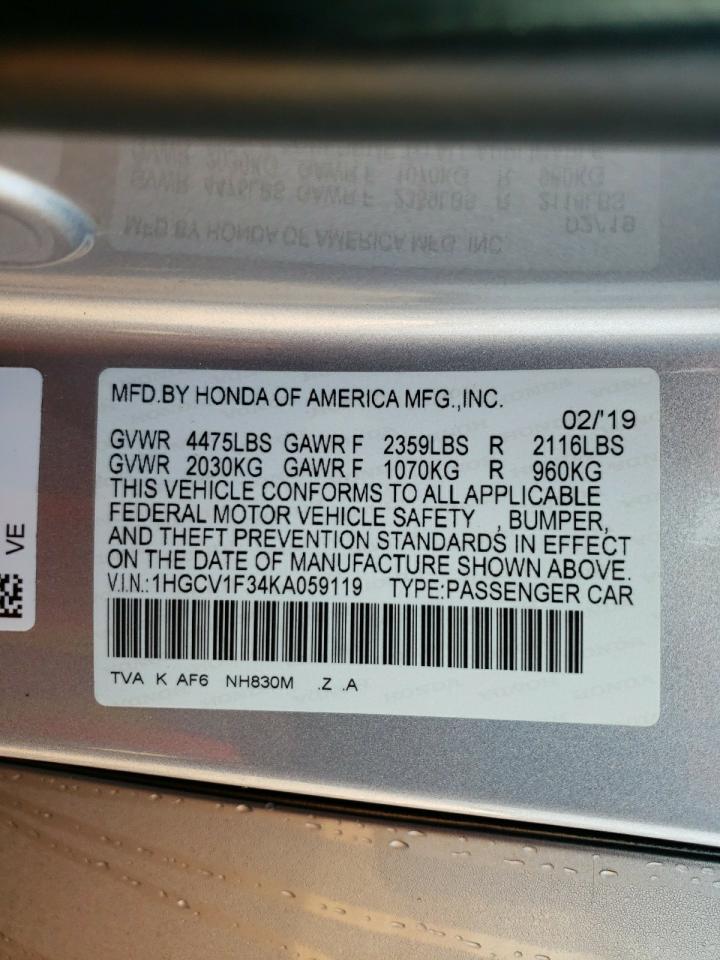 MFD.BY HONDA OF AMERICA MFG.,INC.
02/'19
GVWR 4475LBS GAWR F 2359LBS R 2116LBS
GVWR 2030KG GAWR F 1070KG R 960KG
THIS VEHICLE CONFORMS TO ALL APPLICABLE
FEDERAL MOTOR VEHICLE SAFETY , BUMPER,
AND THEFT PREVENTION STANDARDS IN EFFECT
ON THE DATE OF MANUFACTURE SHOWN ABOVE.
V.I.N.:1HGCV1F34KA059119 TYPE:PASSENGER CAR
TVA K AF6 NH830M .Z .A
VE